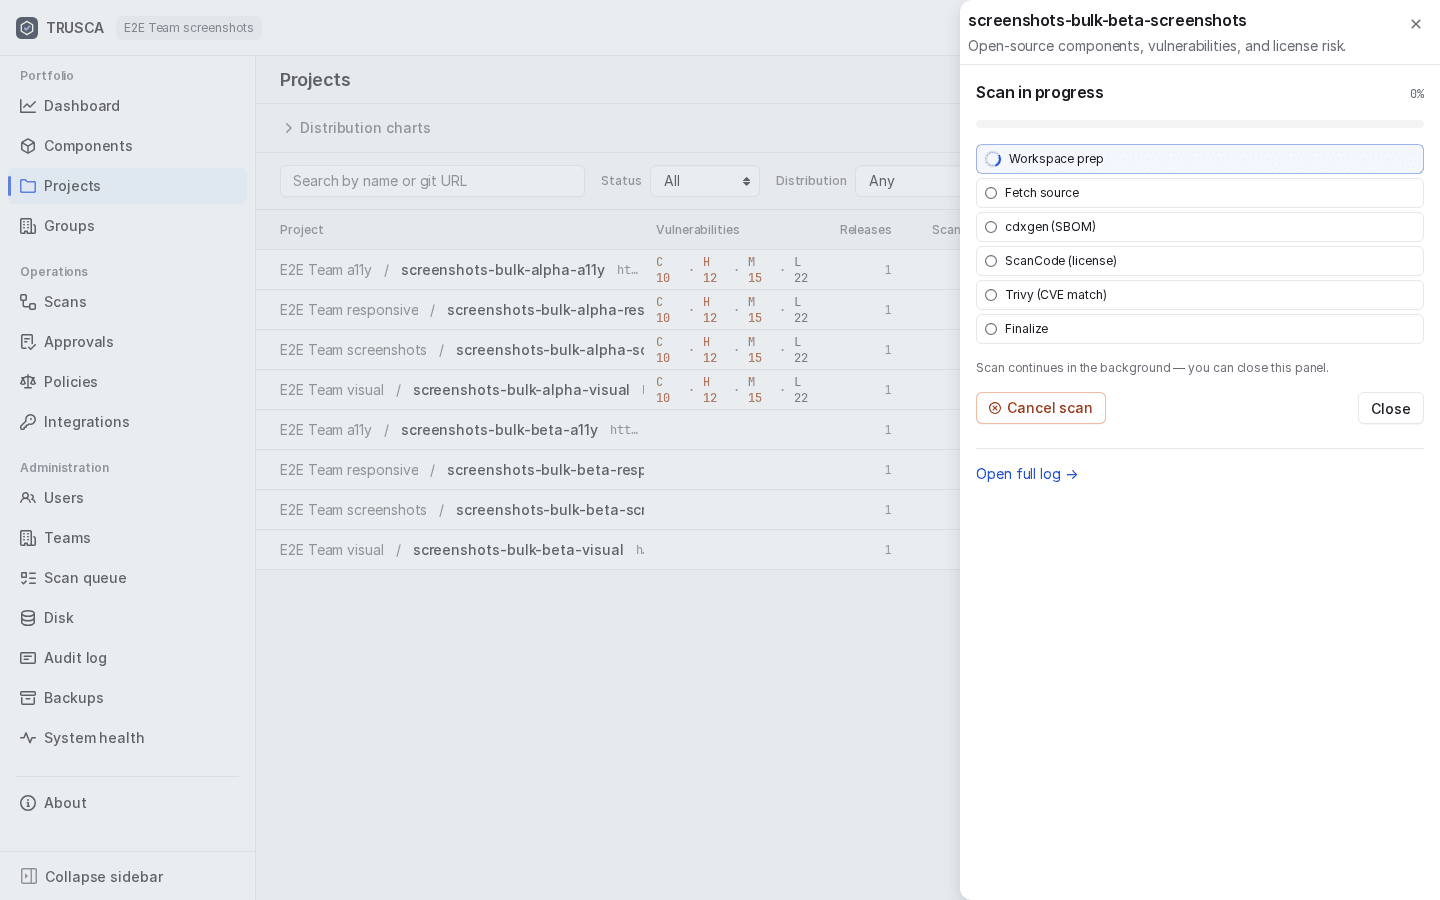 TRUSCA
E2E Team screenshots
Portfolio
Dashboard
Components
Projects
Groups
Operations
Scans
Approvals
Policies
Integrations
Administration
Users
Teams
Scan queue
Disk
Audit log
Backups
System health
About
Collapse sidebar
Projects
Distribution charts
Search by name or git URL
Status All Distribution Any
Project Vulnerabilities Releases Scan
E2E Team a11y / screenshots-bulk-alpha-a11y ht… C 10 · H 12 · M 15 · L 22 1
E2E Team responsive / screenshots-bulk-alpha-res C 10 · H 12 · M 15 · L 22 1
E2E Team screenshots / screenshots-bulk-alpha-sc C 10 · H 12 · M 15 · L 22 1
E2E Team visual / screenshots-bulk-alpha-visual C 10 · H 12 · M 15 · L 22 1
E2E Team a11y / screenshots-bulk-beta-a11y htt… 1
E2E Team responsive / screenshots-bulk-beta-resp 1
E2E Team screenshots / screenshots-bulk-beta-scr 1
E2E Team visual / screenshots-bulk-beta-visual 1
screenshots-bulk-beta-screenshots
Open-source components, vulnerabilities, and license risk.
Scan in progress 0%
Workspace prep
Fetch source
cdxgen (SBOM)
ScanCode (license)
Trivy (CVE match)
Finalize
Scan continues in the background — you can close this panel.
Cancel scan Close
Open full log →